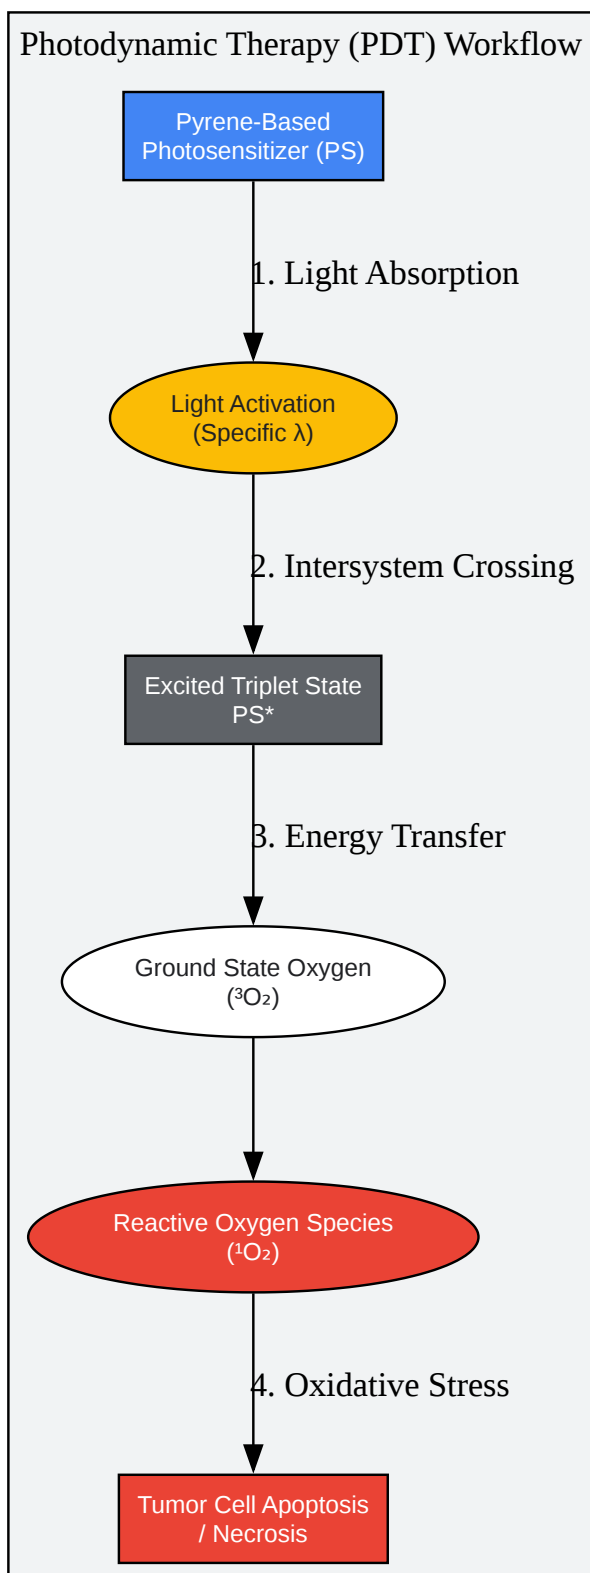 Photodynamic Therapy (PDT) Workflow
Pyrene-Based
Photosensitizer (PS)
1. Light Absorption
Light Activation
(Specific λ)
2. Intersystem Crossing
Excited Triplet State
PS*
3. Energy Transfer
Ground State Oxygen
(³O₂)
Reactive Oxygen Species
(¹O₂)
4. Oxidative Stress
Tumor Cell Apoptosis
/ Necrosis